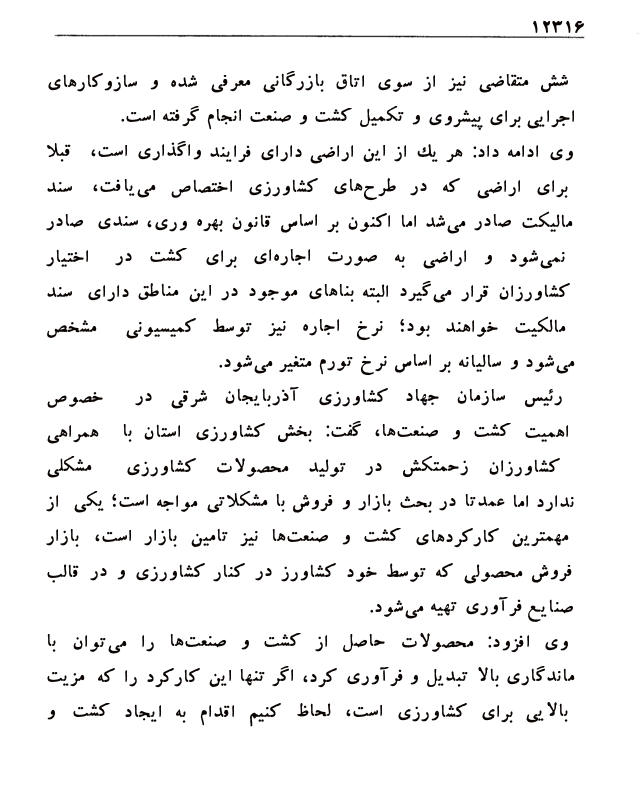 ۱۲۳۱۶
شش متقاضی نیز از سوی اتاق بازرگانی معرفی شده و سازوکارهای
اجرایی برای پیشروی و تکمیل کشت و صنعت انجام گرفته است.
وی ادامه داد: هر یك از این اراضی دارای فرایند واگذاری است، قبلا
برای اراضی که در طرح‌های کشاورزی اختصاص می‌یافت، سند
مالیکت صادر می‌شد اما اکنون بر اساس قانون بهره وری، سندی صادر
نمی‌شود و اراضی به صورت اجاره‌ای برای کشت در اختیار
کشاورزان قرار می‌گیرد البته بناهای موجود در این مناطق دارای سند
مالکیت خواهند بود؛ نرخ اجاره نیز توسط کمیسیونی مشخص
می‌شود و سالیانه بر اساس نرخ تورم متغیر می‌شود.
رئیس سازمان جهاد کشاورزی آذربایجان شرقی در خصوص
اهمیت کشت و صنعت‌ها، گفت: بخش کشاورزی استان با همراهی
کشاورزان زحمتکش در تولید محصولات کشاورزی مشکلی
ندارد اما عمدتا در بحث بازار و فروش با مشکلاتی مواجه است؛ یکی از
مهمترین کارکردهای کشت و صنعت‌ها نیز تامین بازار است، بازار
فروش محصولی که توسط خود کشاورز در کنار کشاورزی و در قالب
صنایع فرآوری تهیه می‌شود.
وی افزود: محصولات حاصل از کشت و صنعت‌ها را می‌توان با
ماندگاری بالا تبدیل و فرآوری کرد، اگر تنها این کارکرد را که مزیت
بالایی برای کشاورزی است، لحاظ کنیم اقدام به ایجاد کشت و